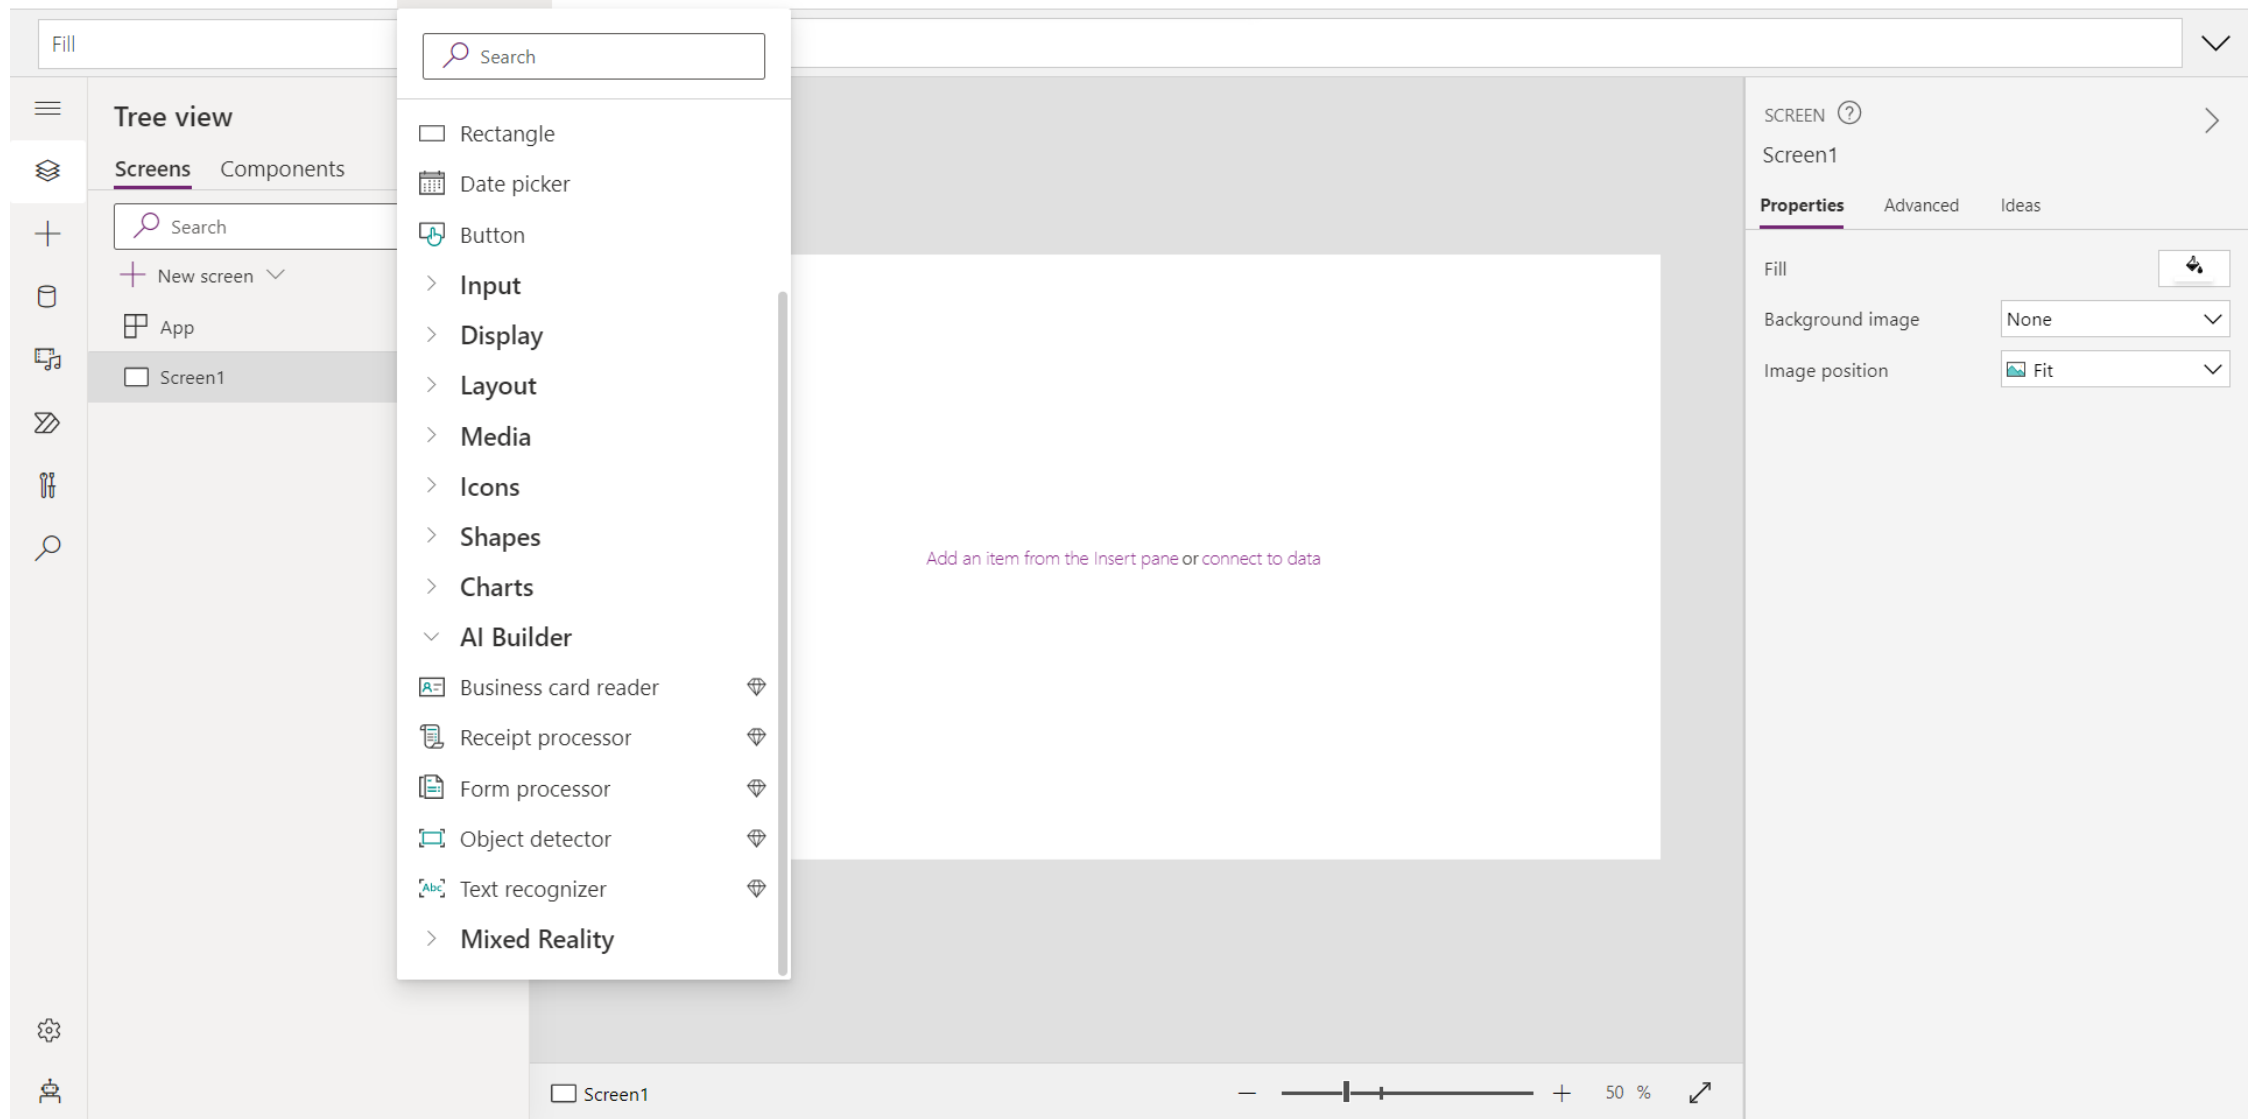 Fill
Search
Tree view
Screens Components
Search
New screen
App
Screen1
Rectangle
Date picker
Button
Input
Display
Layout
Media
Icons
Shapes
Charts
AI Builder
Business card reader
Receipt processor
Form processor
Object detector
Abc Text recognizer
Mixed Reality
Add an item from the Insert pane or connect to data
Screen1
50 %
SCREEN ?
Screen1
Properties Advanced Ideas
Fill
Background image None
Image position Fit